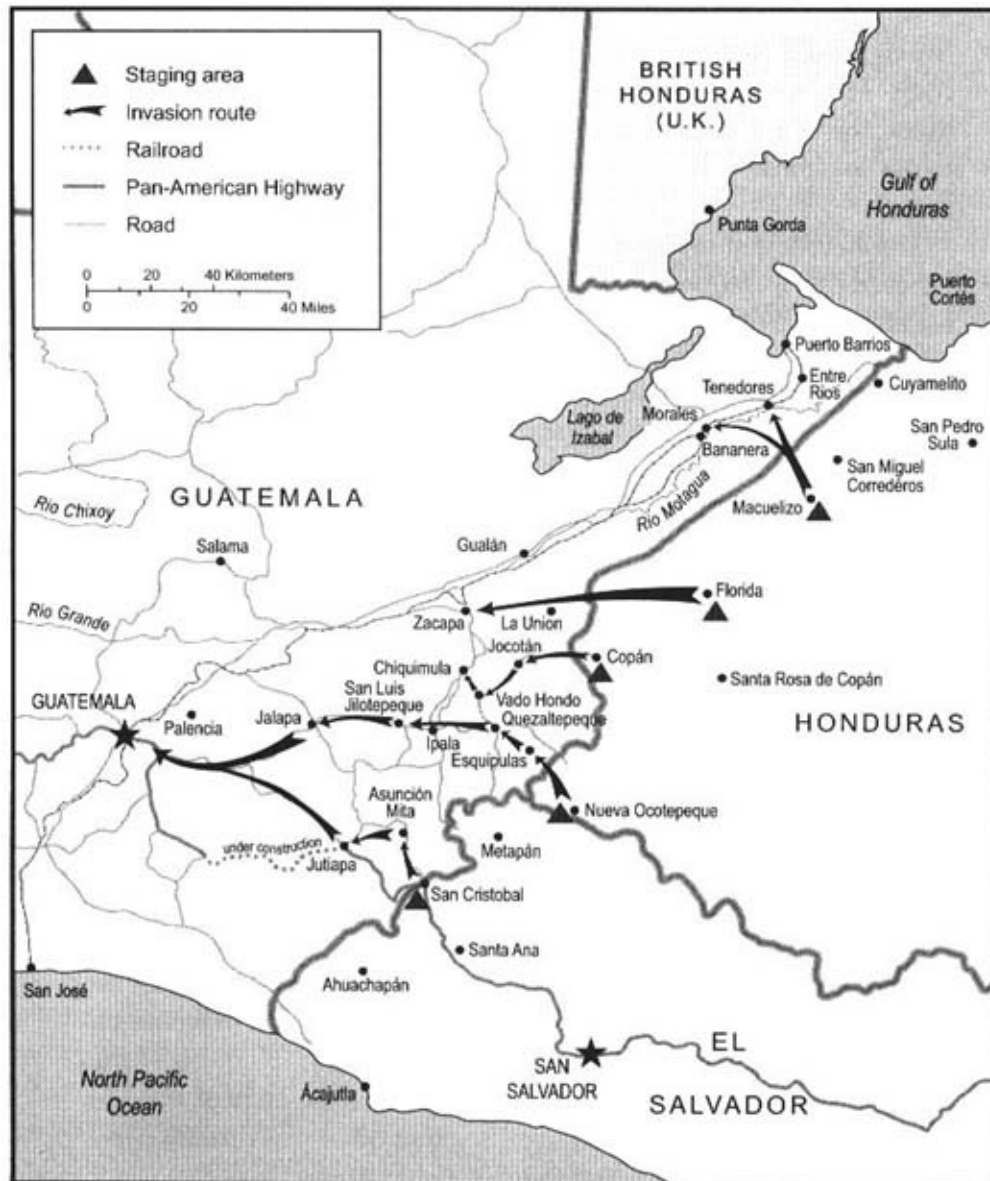 Staging area
Invasion route
Railroad
Pan-American Highway
Road
0 20 40 Kilometers
0 20 40 Miles
BRITISH
HONDURAS
(U.K.)
Gulf of
Honduras
Punta Gorda
Puerto
Cortés
Puerto Barrios
Entre
Rios
Cuyamelito
Tenedores
Morales
Bananera
San Pedro
Sula
San Miguel
Correderos
Macuelizo
Lago de
Izabal
Río Motagua
GUATEMALA
Rio Chixoy
Salama
Gualán
Florida
Rio Grande
Zacapa
La Union
Jocotán
Copán
Chiquimula
Santa Rosa de Copán
GUATEMALA
Palencia
Jalapa
San Luis
Jilotepeque
Vado Hondo
Quezaltepeque
HONDURAS
Ipala
Esquipulas
Asunción
Mita
Nueva Ocotepeque
under construction
Jutiapa
Metapán
San Cristobal
Santa Ana
Ahuachapán
San José
SAN
SALVADOR
EL
SALVADOR
North Pacific
Ocean
Acajutla